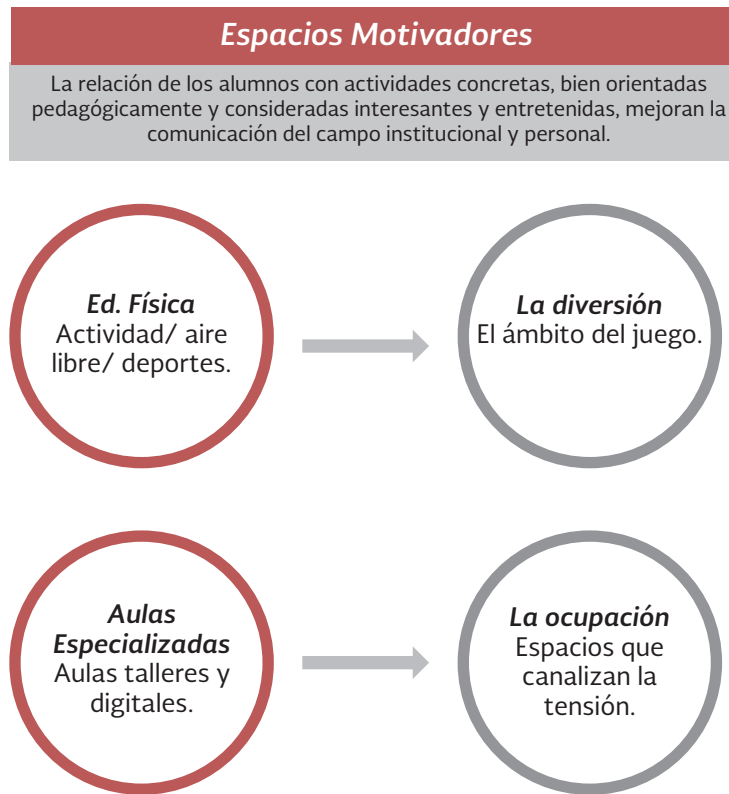 Espacios Motivadores
La relación de los alumnos con actividades concretas, bien orientadas
pedagógicamente y consideradas interesantes y entretenidas, mejoran la
comunicación del campo institucional y personal.
Ed. Física
Actividad/ aire
libre/ deportes.
La diversión
El ámbito del juego.
Aulas
Especializadas
Aulas talleres y
digitales.
La ocupación
Espacios que
canalizan la
tensión.